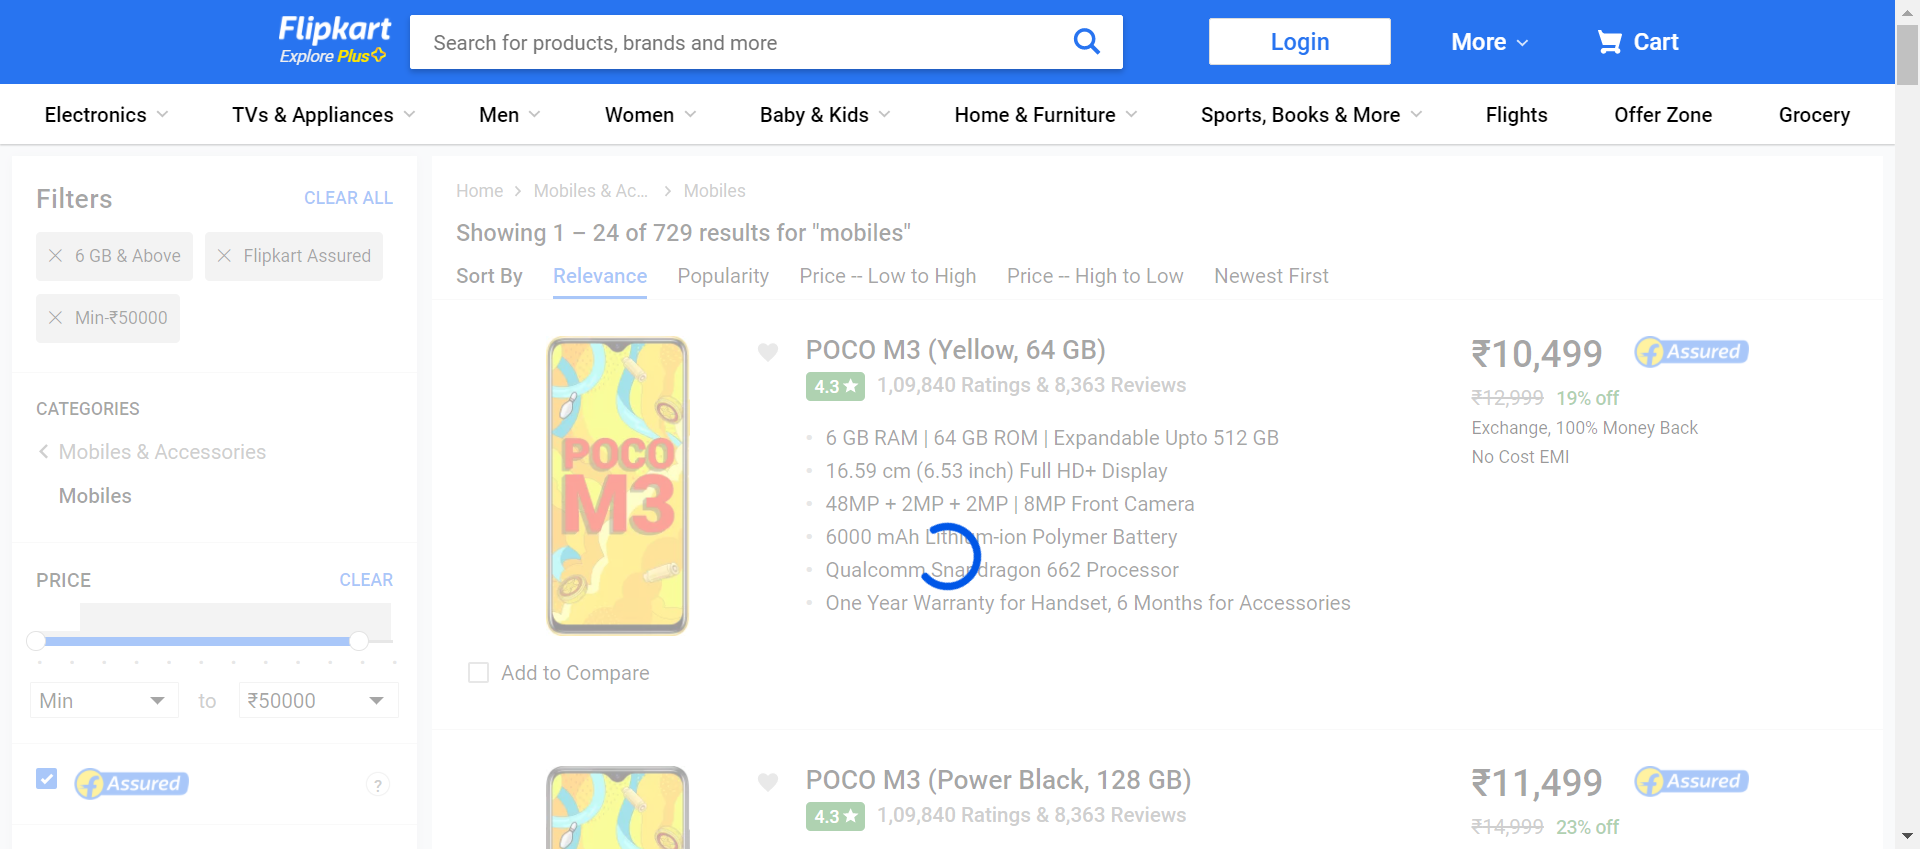 Flipkart
Explore Plus
Search for products, brands and more
Login
More
Cart
Electronics
TVs & Appliances
Men
Women
Baby & Kids
Home & Furniture
Sports, Books & More
Flights
Offer Zone
Grocery
Filters
CLEAR ALL
6 GB & Above
Flipkart Assured
Min-₹50000
CATEGORIES
Mobiles & Accessories
Mobiles
PRICE
CLEAR
Min
to
₹50000
Assured
?
Home
Mobiles & Ac...
Mobiles
Showing 1 – 24 of 729 results for "mobiles"
Sort By
Relevance
Popularity
Price -- Low to High
Price -- High to Low
Newest First
POCO
M3
POCO M3 (Yellow, 64 GB)
4.3
1,09,840 Ratings & 8,363 Reviews
6 GB RAM | 64 GB ROM | Expandable Upto 512 GB
16.59 cm (6.53 inch) Full HD+ Display
48MP + 2MP + 2MP | 8MP Front Camera
6000 mAh Lithium-ion Polymer Battery
Qualcomm Snapdragon 662 Processor
One Year Warranty for Handset, 6 Months for Accessories
₹10,499
Assured
₹12,999
19% off
Exchange, 100% Money Back
No Cost EMI
Add to Compare
POCO M3 (Power Black, 128 GB)
4.3
1,09,840 Ratings & 8,363 Reviews
₹11,499
Assured
₹14,999
23% off